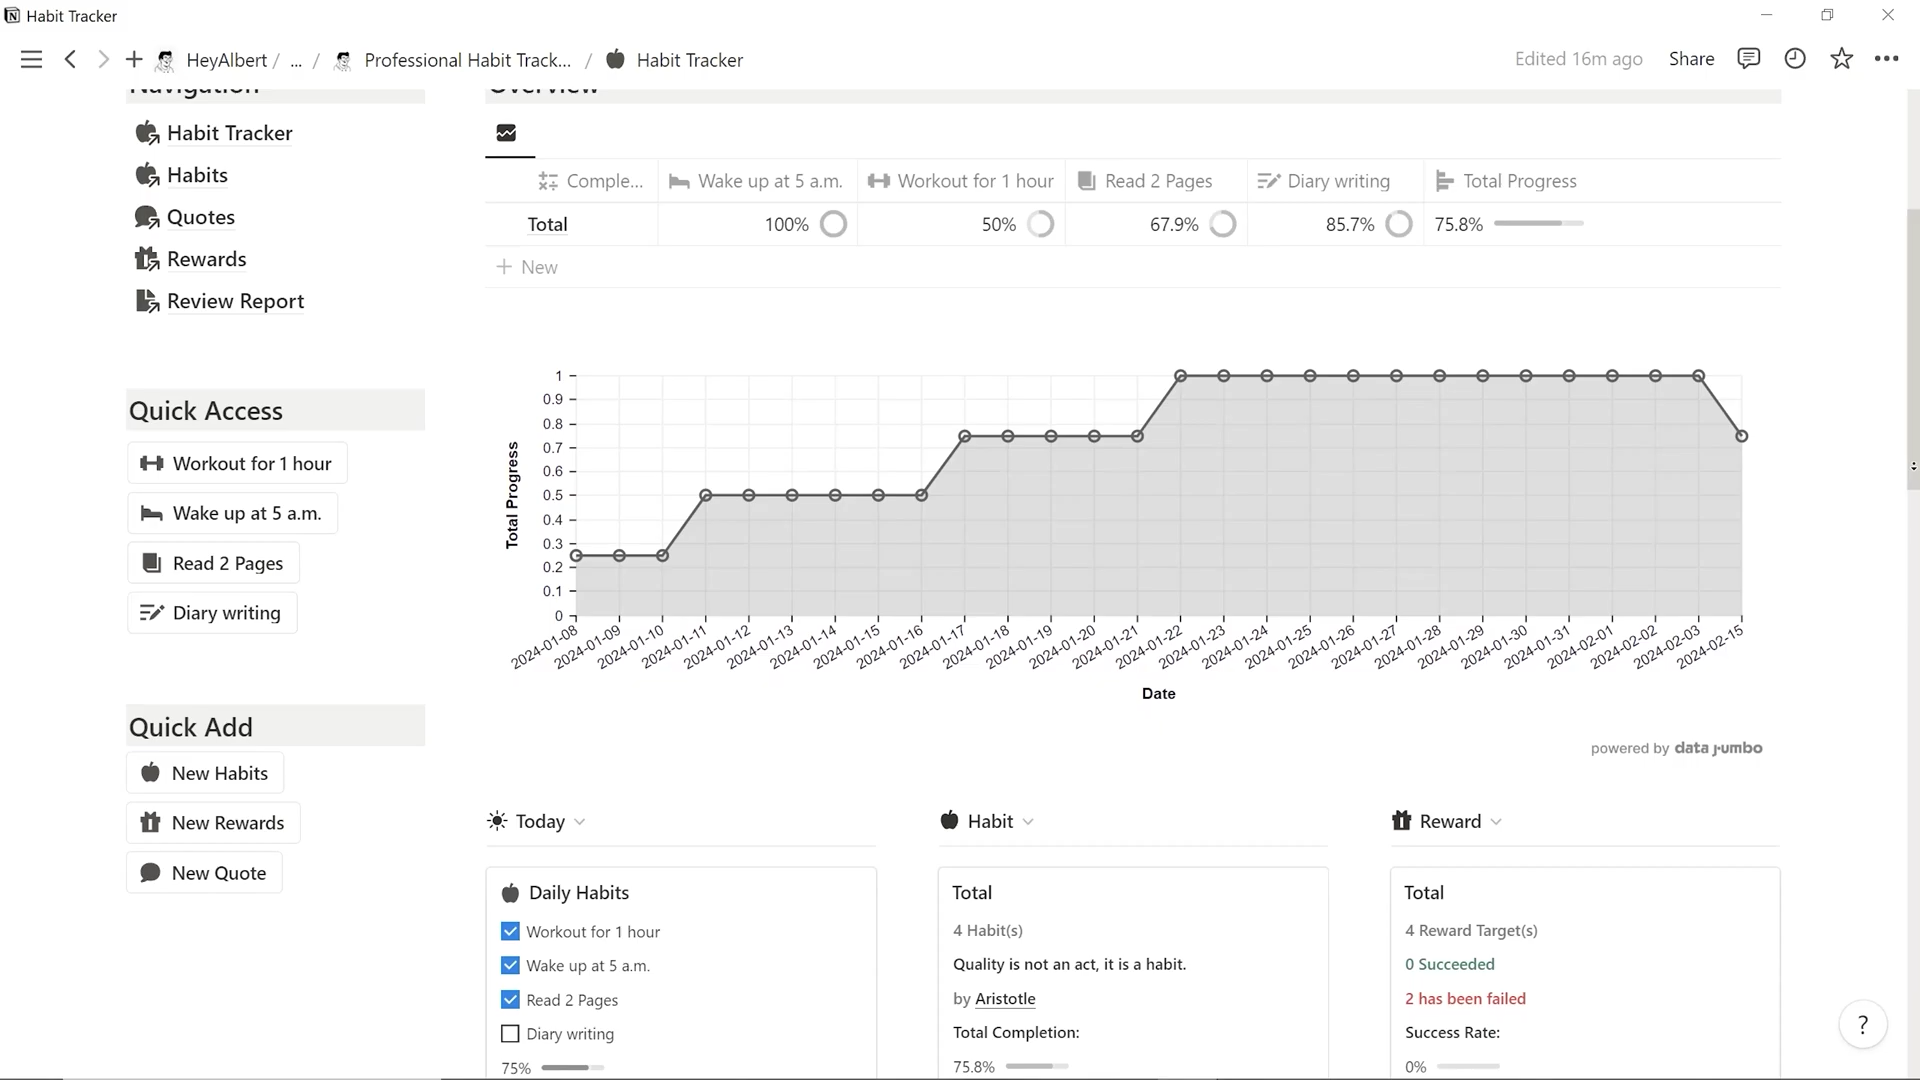 Habit Tracker
HeyAlbert / ... / Professional Habit Track... / Habit Tracker
Edited 16m ago Share
Navigation
Habit Tracker
Habits
Quotes
Rewards
Review Report
Quick Access
Workout for 1 hour
Wake up at 5 a.m.
Read 2 Pages
Diary writing
Quick Add
New Habits
New Rewards
New Quote
Overview
Comple... Wake up at 5 a.m. Workout for 1 hour Read 2 Pages Diary writing Total Progress
Total 100% 50% 67.9% 85.7% 75.8%
+ New
Total Progress
1
0.9
0.8
0.7
0.6
0.5
0.4
0.3
0.2
0.1
0
2024-01-08 2024-01-09 2024-01-10 2024-01-11 2024-01-12 2024-01-13 2024-01-14 2024-01-15 2024-01-16 2024-01-17 2024-01-18 2024-01-19 2024-01-20 2024-01-21 2024-01-22 2024-01-23 2024-01-24 2024-01-25 2024-01-26 2024-01-27 2024-01-28 2024-01-29 2024-01-30 2024-01-31 2024-02-01 2024-02-02 2024-02-03 2024-02-15
Date
powered by data jumbo
Today
Daily Habits
Workout for 1 hour
Wake up at 5 a.m.
Read 2 Pages
Diary writing
75%
Habit
Total
4 Habit(s)
Quality is not an act, it is a habit.
by Aristotle
Total Completion:
75.8%
Reward
Total
4 Reward Target(s)
0 Succeeded
2 has been failed
Success Rate:
0%
?